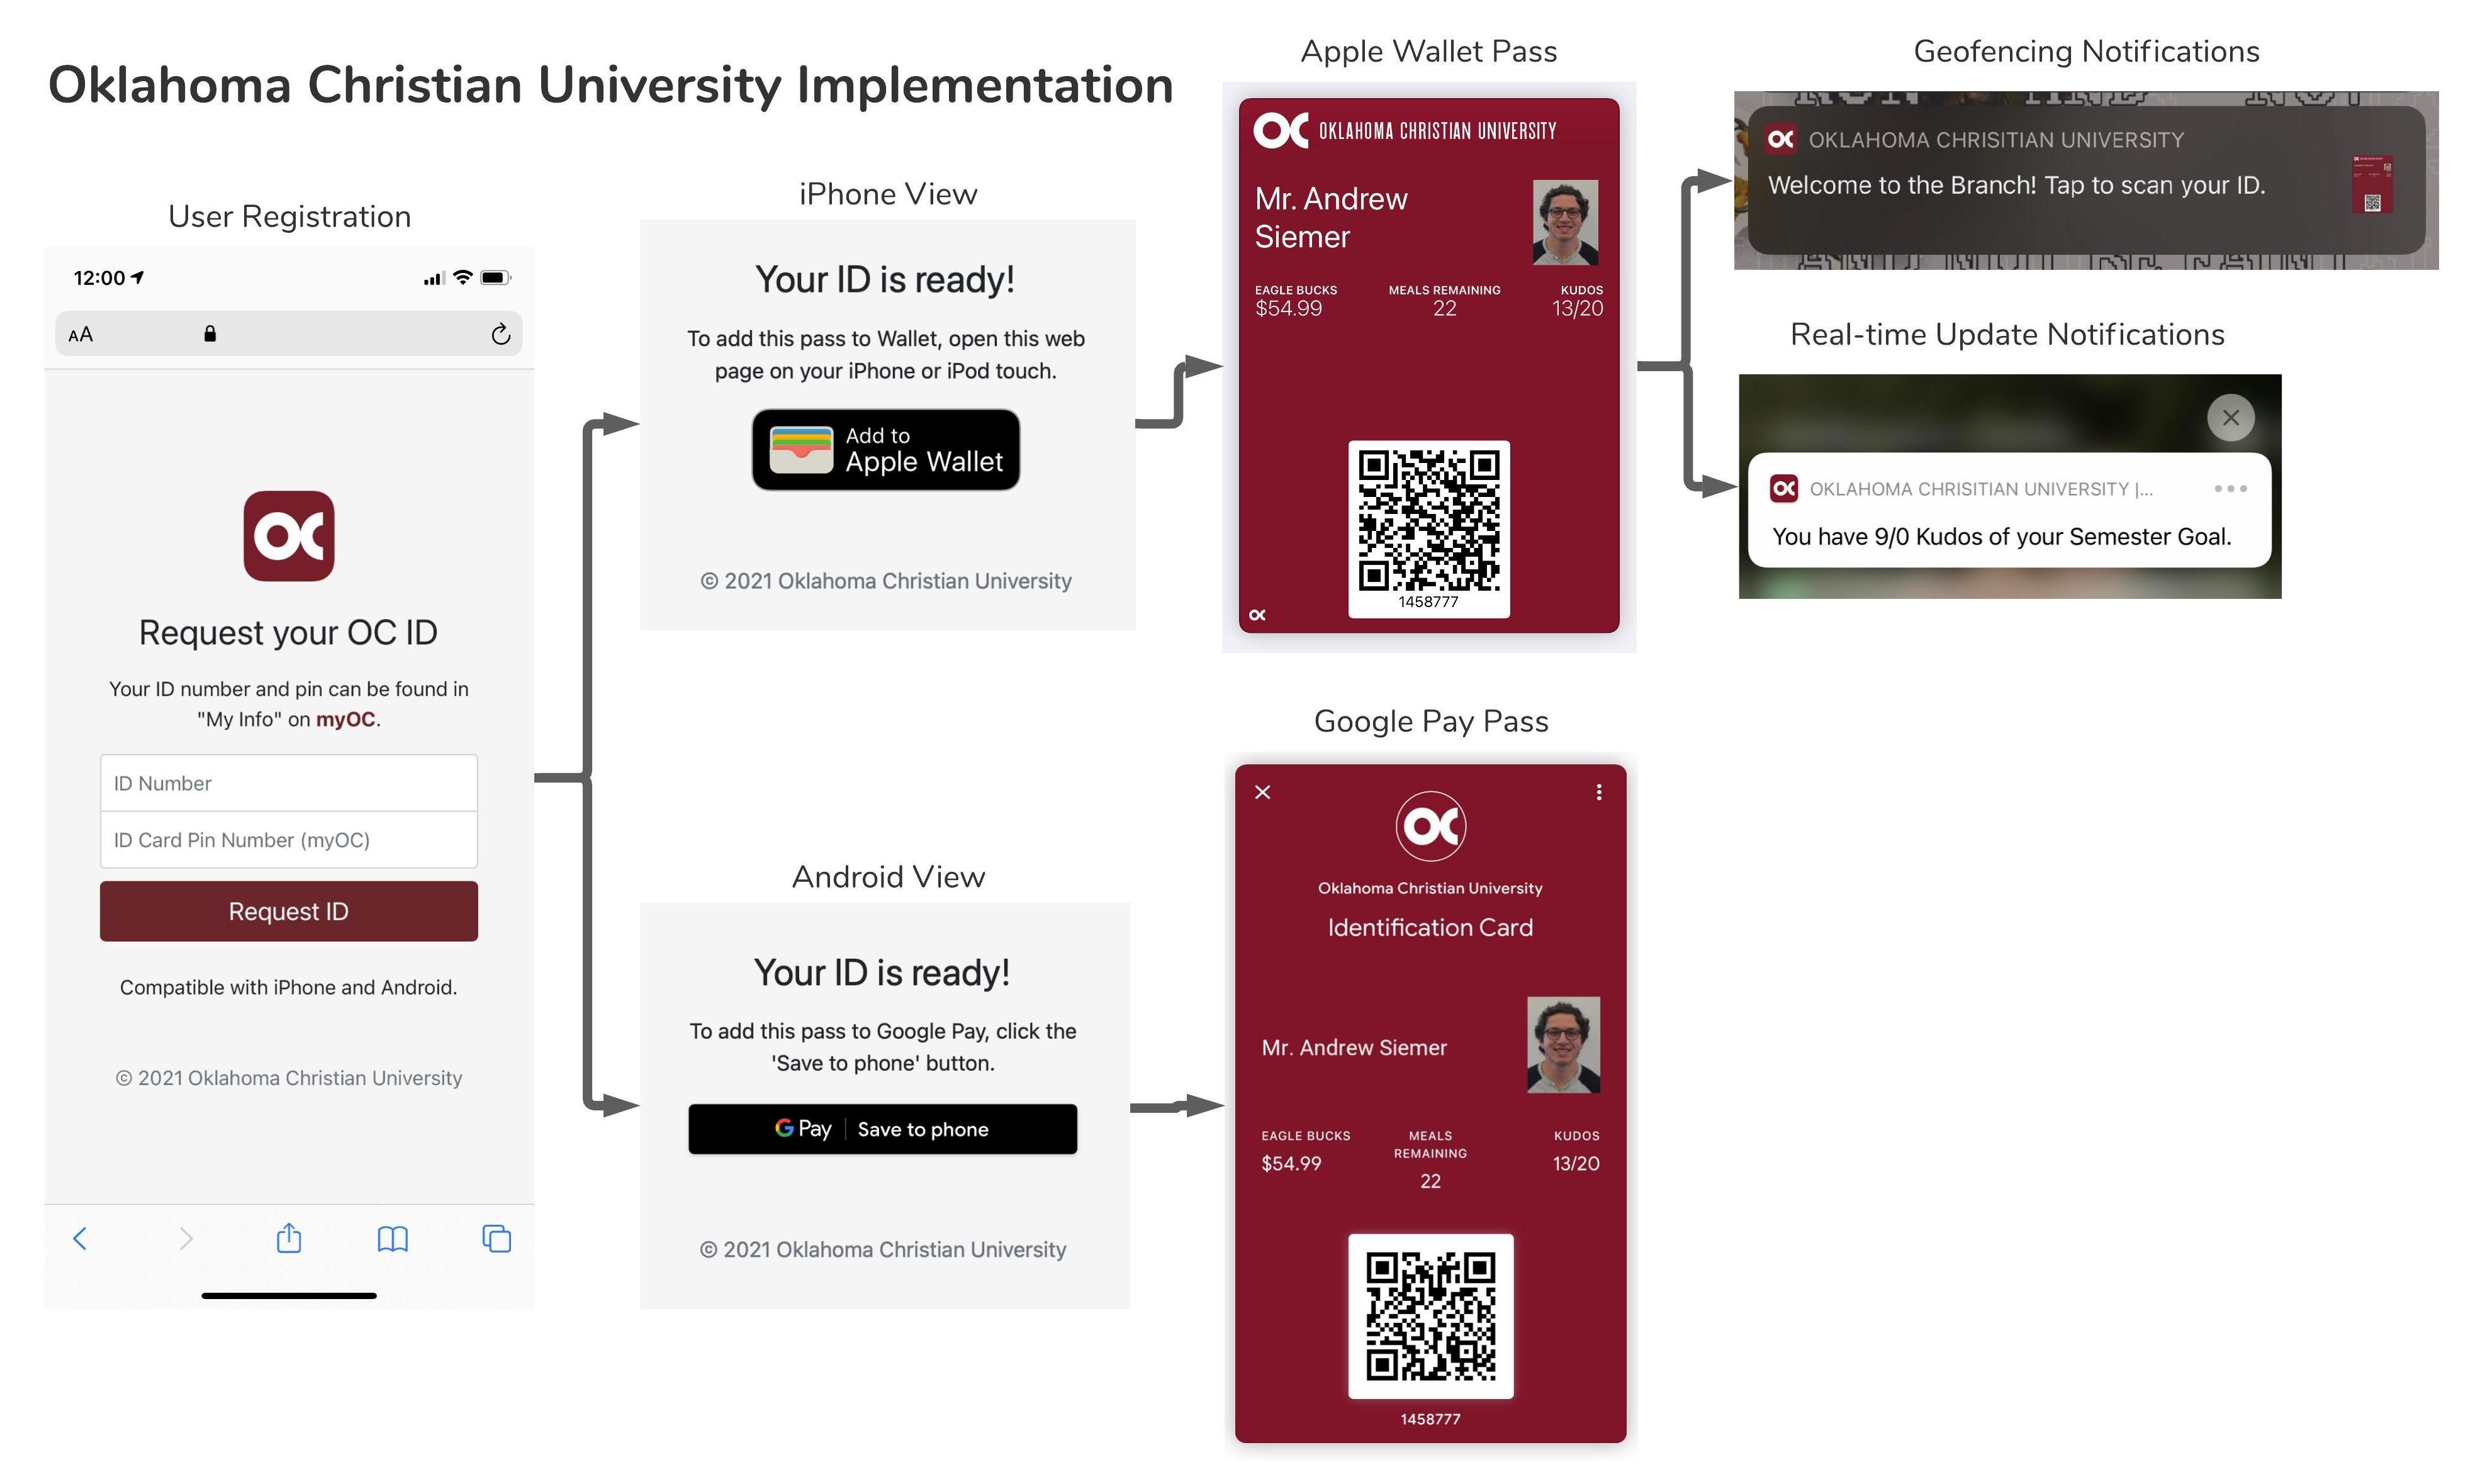 Oklahoma Christian University Implementation
User Registration
12:00
AA
OC
Request your OC ID
Your ID number and pin can be found in
"My Info" on myOC.
ID Number
ID Card Pin Number (myOC)
Request ID
Compatible with iPhone and Android.
© 2021 Oklahoma Christian University
iPhone View
Your ID is ready!
To add this pass to Wallet, open this web
page on your iPhone or iPod touch.
Add to
Apple Wallet
© 2021 Oklahoma Christian University
Android View
Your ID is ready!
To add this pass to Google Pay, click the
'Save to phone' button.
G Pay | Save to phone
© 2021 Oklahoma Christian University
Apple Wallet Pass
OC OKLAHOMA CHRISTIAN UNIVERSITY
Mr. Andrew
Siemer
EAGLE BUCKS MEALS REMAINING KUDOS
$54.99 22 13/20
1458777
OC
Google Pay Pass
OC
Oklahoma Christian University
Identification Card
Mr. Andrew Siemer
EAGLE BUCKS MEALS REMAINING KUDOS
$54.99 22 13/20
1458777
Geofencing Notifications
OC OKLAHOMA CHRISITIAN UNIVERSITY
Welcome to the Branch! Tap to scan your ID.
Real-time Update Notifications
OC OKLAHOMA CHRISITIAN UNIVERSITY |...
You have 9/0 Kudos of your Semester Goal.